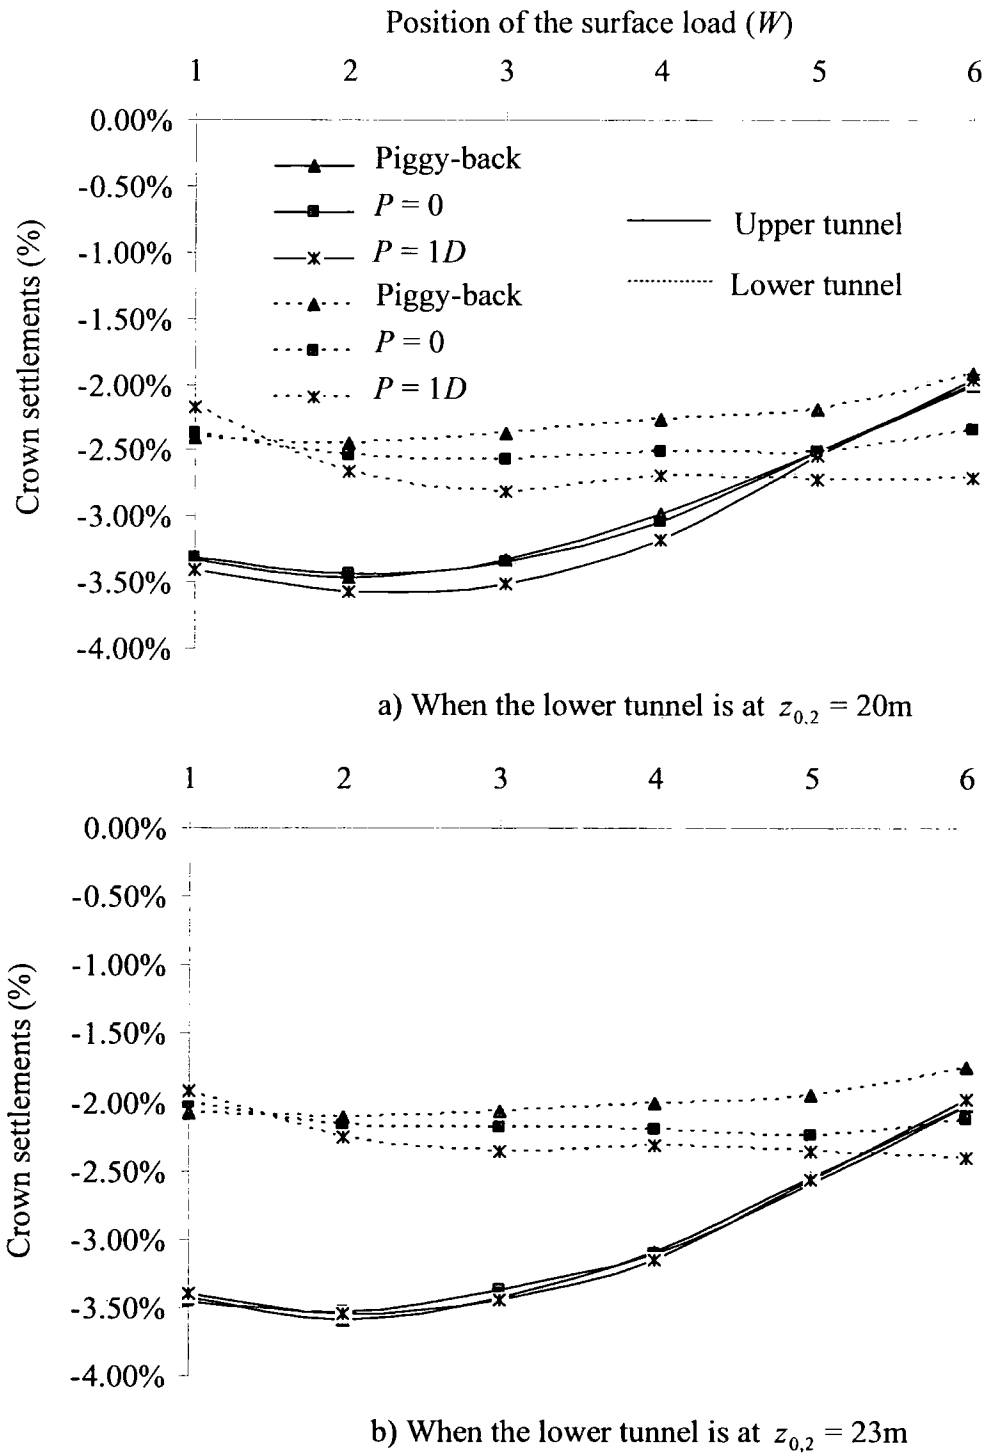 Position of the surface load (W)
1 2 3 4 5 6
0.00%
-0.50%
-1.00%
-1.50%
-2.00%
-2.50%
-3.00%
-3.50%
-4.00%
Crown settlements (%)
Piggy-back
P = 0
P = 1D
Piggy-back
P = 0
P = 1D
Upper tunnel
Lower tunnel
a) When the lower tunnel is at z0,2 = 20m
1 2 3 4 5 6
0.00%
-0.50%
-1.00%
-1.50%
-2.00%
-2.50%
-3.00%
-3.50%
-4.00%
Crown settlements (%)
b) When the lower tunnel is at z0,2 = 23m